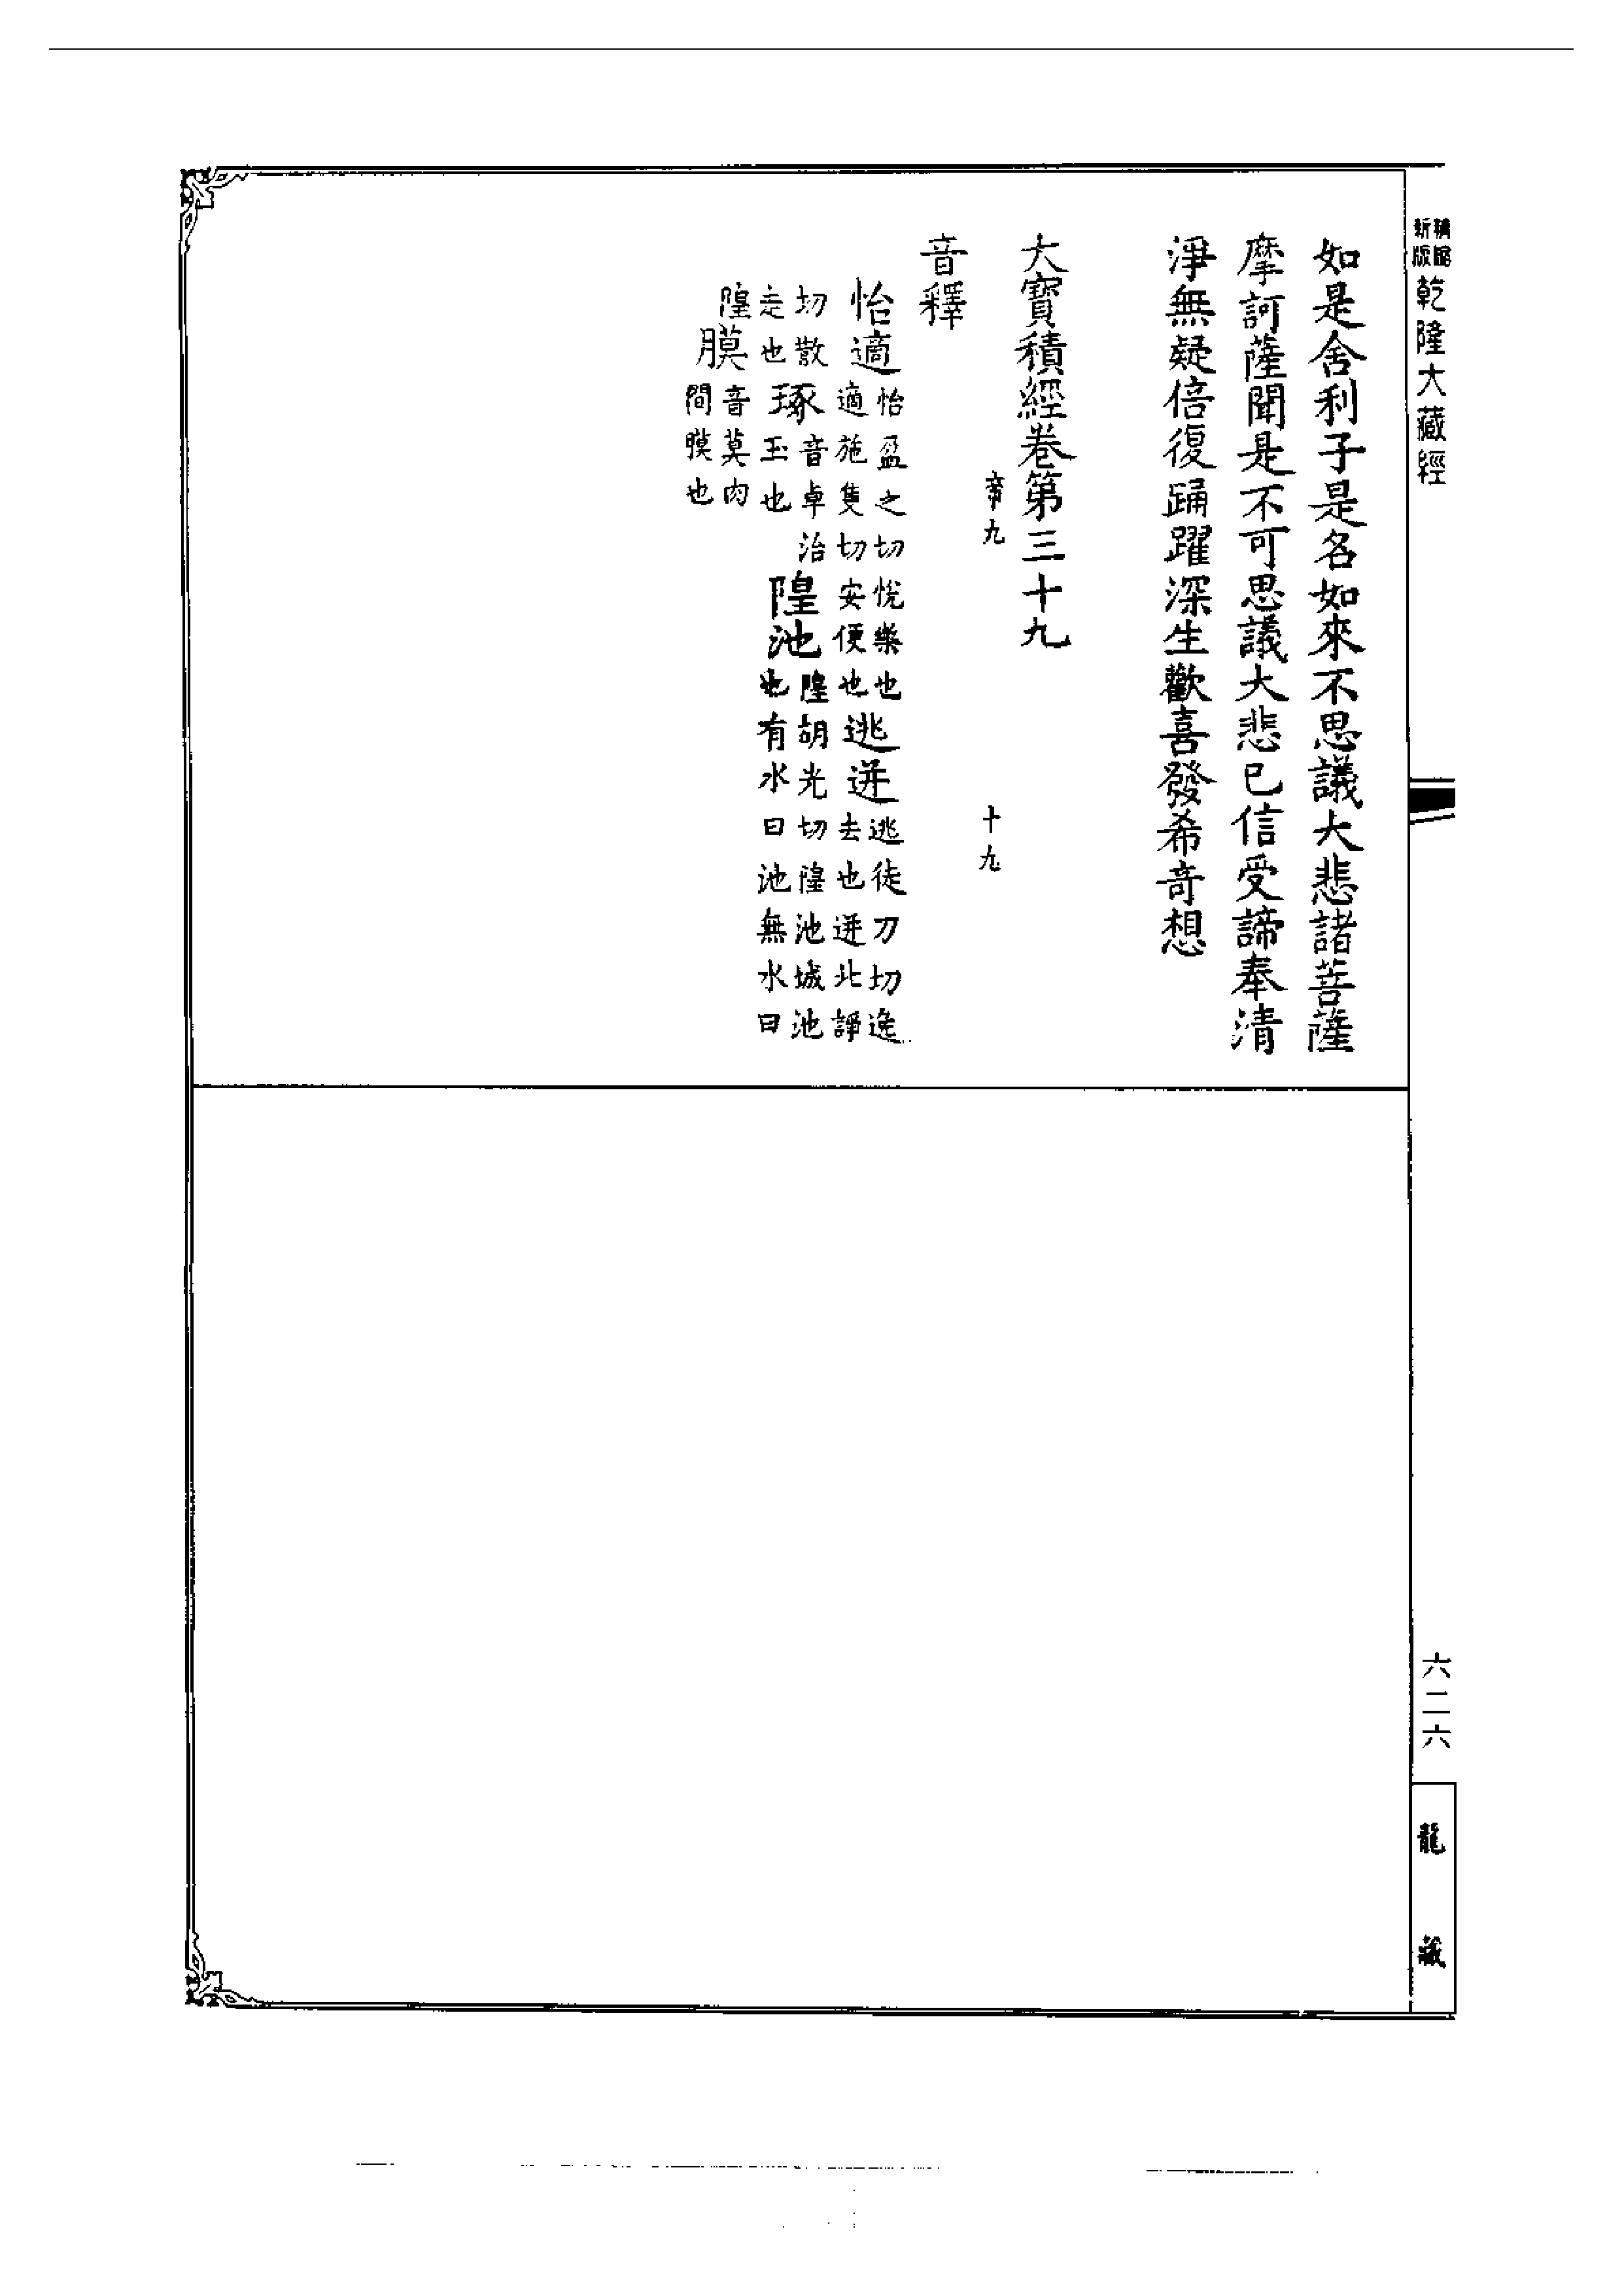 新版 精縮 乾隆大藏經
如是舍利子是名如來不思議大悲諸菩薩
摩訶薩聞是不可思議大悲已信受諦奉清
淨無疑倍復踊躍深生歡喜發希奇想
大寶積經卷第三十九
帝九 十九
音釋
怡適怡盈之切悅樂也適施隻切安便也逃迸逃徒刀切逸去也迸北諍
切散走也琢音卓治玉也隍池隍胡光切隍池城池也有水曰池無水曰
隍膜音莫肉間膜也
六二六
龍藏